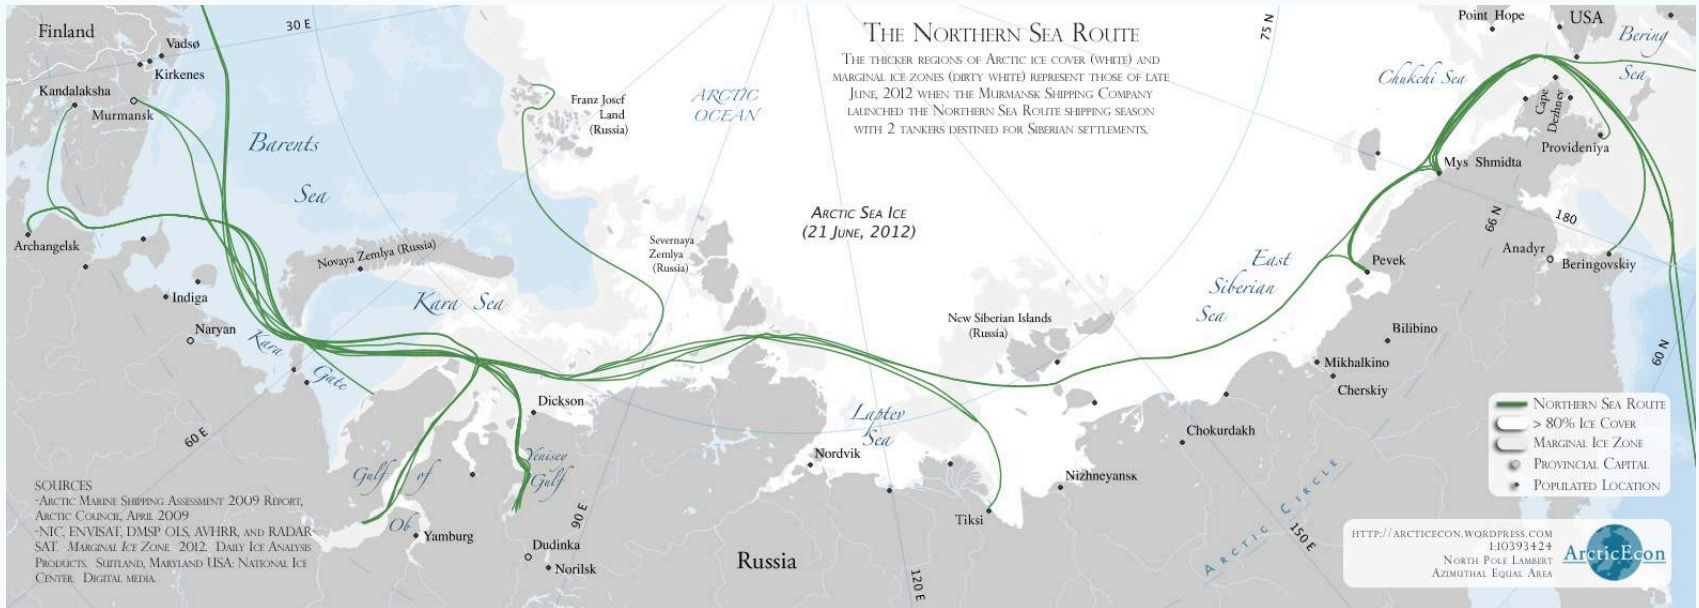 The Northern Sea Route
The thicker regions of Arctic ice cover (white) and
marginal ice zones (dirty white) represent those of late
June, 2012 when the Murmansk Shipping Company
launched the Northern Sea Route shipping season
with 2 tankers destined for Siberian settlements.
Finland
Vadsø
Kirkenes
Kandalaksha
Murmansk
30 E
Barents
Sea
Franz Josef
Land
(Russia)
ARCTIC
OCEAN
75 N
Point Hope
USA
Bering
Sea
Chukchi Sea
Cape
Dezhnev
Provideniya
Mys Shmidta
66 N
180
Anadyr
Beringovskiy
Archangelsk
Novaya Zemlya (Russia)
Severnaya
Zemlya
(Russia)
Arctic Sea Ice
(21 June, 2012)
Kara Sea
Indiga
Naryan
Kara
Gate
New Siberian Islands
(Russia)
East
Siberian
Sea
Pevek
Bilibino
Mikhalkino
Cherskiy
60 N
Dickson
60 E
Gulf of
Ob
Yenisey
Gulf
Yamburg
90 E
Dudinka
Norilsk
Laptev
Sea
Nordvik
Tiksi
Nizhneyansk
Chokurdakh
Russia
120 E
Arctic Circle
150 E
Northern Sea Route
> 80% Ice Cover
Marginal Ice Zone
Provincial Capital
Populated Location
Sources
-Arctic Marine Shipping Assessment 2009 Report,
Arctic Council, April 2009
-NIC, ENVISAT, DMSP OLS, AVHRR, and RADAR-
SAT. Marginal Ice Zone. 2012. Daily Ice Analysis
Products. Suitland, Maryland USA: National Ice
Center. Digital media.
http://arcticecon.wordpress.com
1:10393424
North Pole Lambert
Azimuthal Equal Area
ArcticEcon